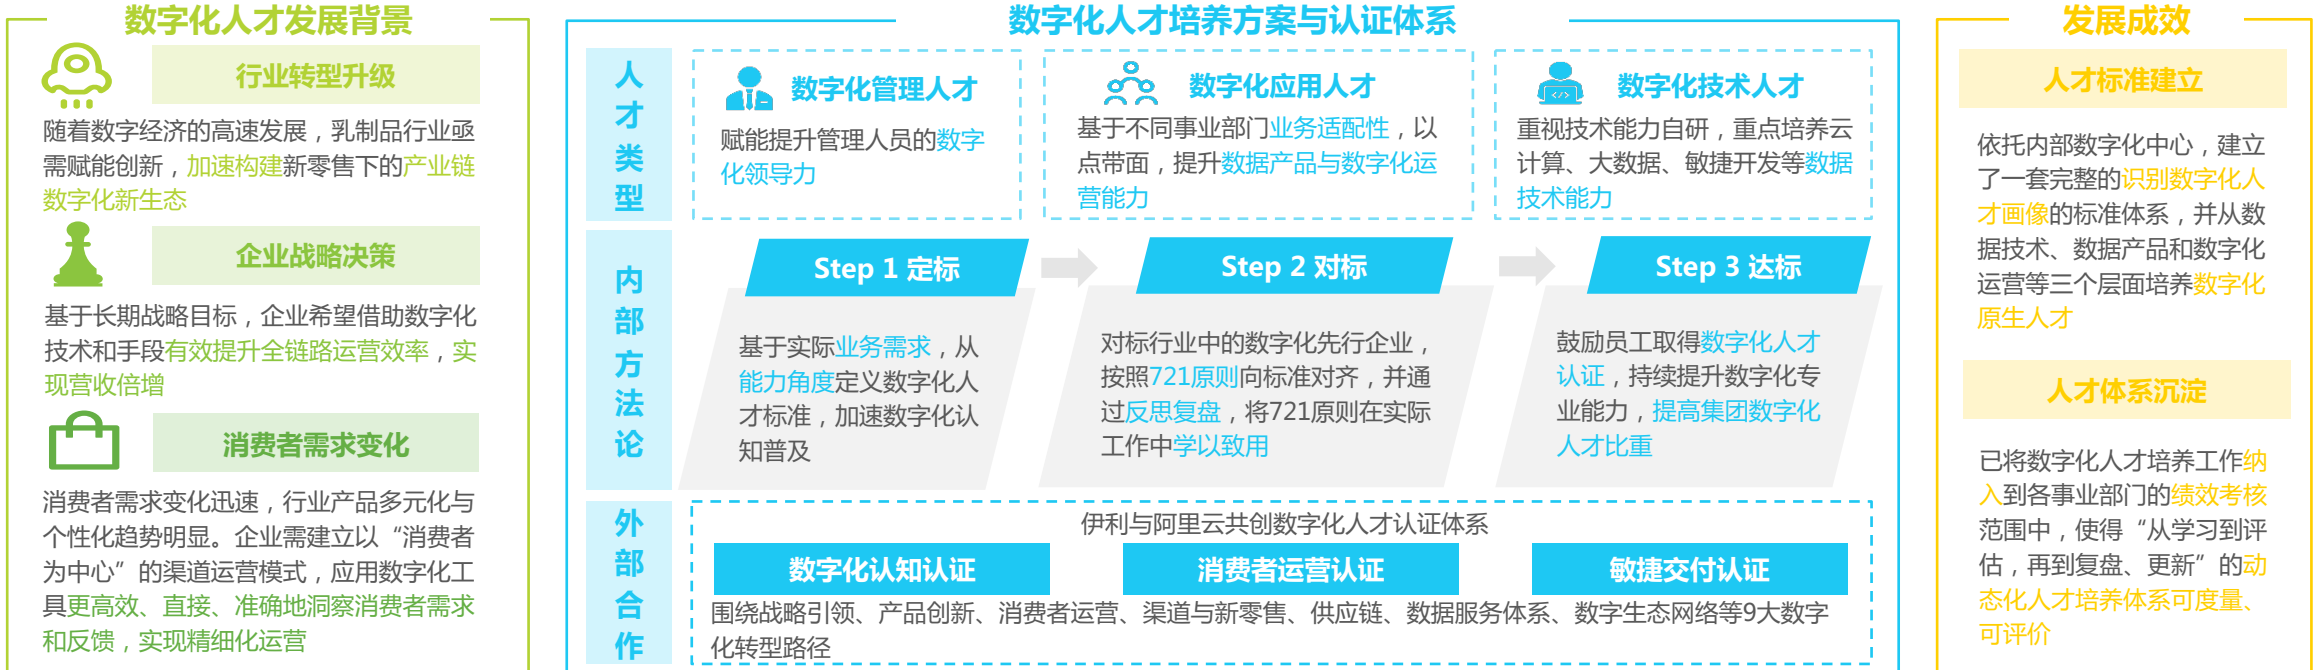 数字化人才发展背景
行业转型升级
随着数字经济的高速发展，乳制品行业亟
需赋能创新，加速构建新零售下的产业链
数字化新生态
企业战略决策
基于长期战略目标，企业希望借助数字化
技术和手段有效提升全链路运营效率，实
现营收倍增
消费者需求变化
消费者需求变化迅速，行业产品多元化与
个性化趋势明显。企业需建立以“消费者
为中心”的渠道运营模式，应用数字化工
具更高效、直接、准确地洞察消费者需求
和反馈，实现精细化运营
数字化人才培养方案与认证体系
人才类型
数字化管理人才
赋能提升管理人员的数字
化领导力
数字化应用人才
基于不同事业部门业务适配性，以
点带面，提升数据产品与数字化运
营能力
数字化技术人才
重视技术能力自研，重点培养云
计算、大数据、敏捷开发等数据
技术能力
内部方法论
Step 1 定标
基于实际业务需求，从
能力角度定义数字化人
才标准，加速数字化认
知普及
Step 2 对标
对标行业中的数字化先行企业，
按照721原则向标准对齐，并通
过反思复盘，将721原则在实际
工作中学以致用
Step 3 达标
鼓励员工取得数字化人才
认证，持续提升数字化专
业能力，提高集团数字化
人才比重
外部合作
伊利与阿里云共创数字化人才认证体系
数字化认知认证
消费者运营认证
敏捷交付认证
围绕战略引领、产品创新、消费者运营、渠道与新零售、供应链、数据服务体系、数字生态网络等9大数字
化转型路径
发展成效
人才标准建立
依托内部数字化中心，建立
了一套完整的识别数字化人
才画像的标准体系，并从数
据技术、数据产品和数字化
运营等三个层面培养数字化
原生人才
人才体系沉淀
已将数字化人才培养工作纳
入到各事业部门的绩效考核
范围中，使得“从学习到评
估，再到复盘、更新”的动
态化人才培养体系可度量、
可评价